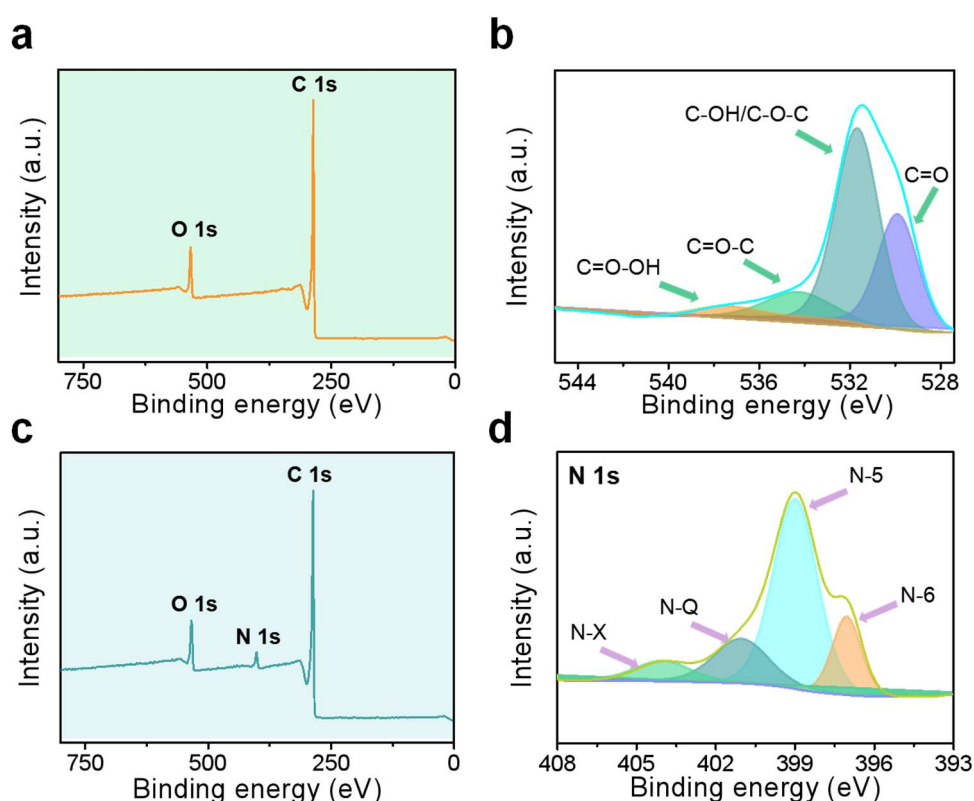 a
C 1s
O 1s
Intensity (a.u.)
750
500
250
0
Binding energy (eV)
b
C-OH/C-O-C
C=O
C=O-C
C=O-OH
Intensity (a.u.)
544
540
536
532
528
Binding energy (eV)
c
C 1s
O 1s
N 1s
Intensity (a.u.)
750
500
250
0
Binding energy (eV)
d
N 1s
N-5
N-6
N-Q
N-X
Intensity (a.u.)
408
405
402
399
396
393
Binding energy (eV)